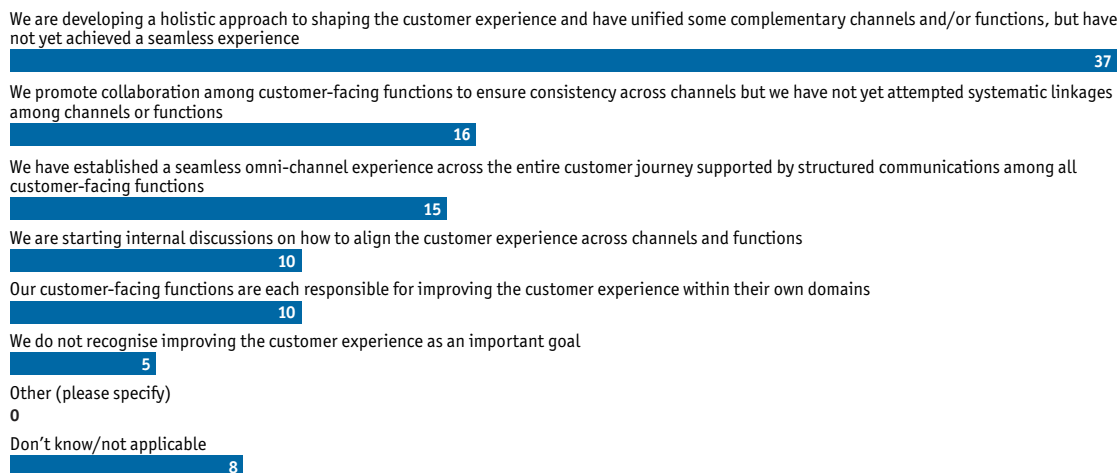 We are developing a holistic approach to shaping the customer experience and have unified some complementary channels and/or functions, but have
not yet achieved a seamless experience
37
We promote collaboration among customer-facing functions to ensure consistency across channels but we have not yet attempted systematic linkages
among channels or functions
16
We have established a seamless omni-channel experience across the entire customer journey supported by structured communications among all
customer-facing functions
15
We are starting internal discussions on how to align the customer experience across channels and functions
10
Our customer-facing functions are each responsible for improving the customer experience within their own domains
10
We do not recognise improving the customer experience as an important goal
5
Other (please specify)
0
Don't know/not applicable
8